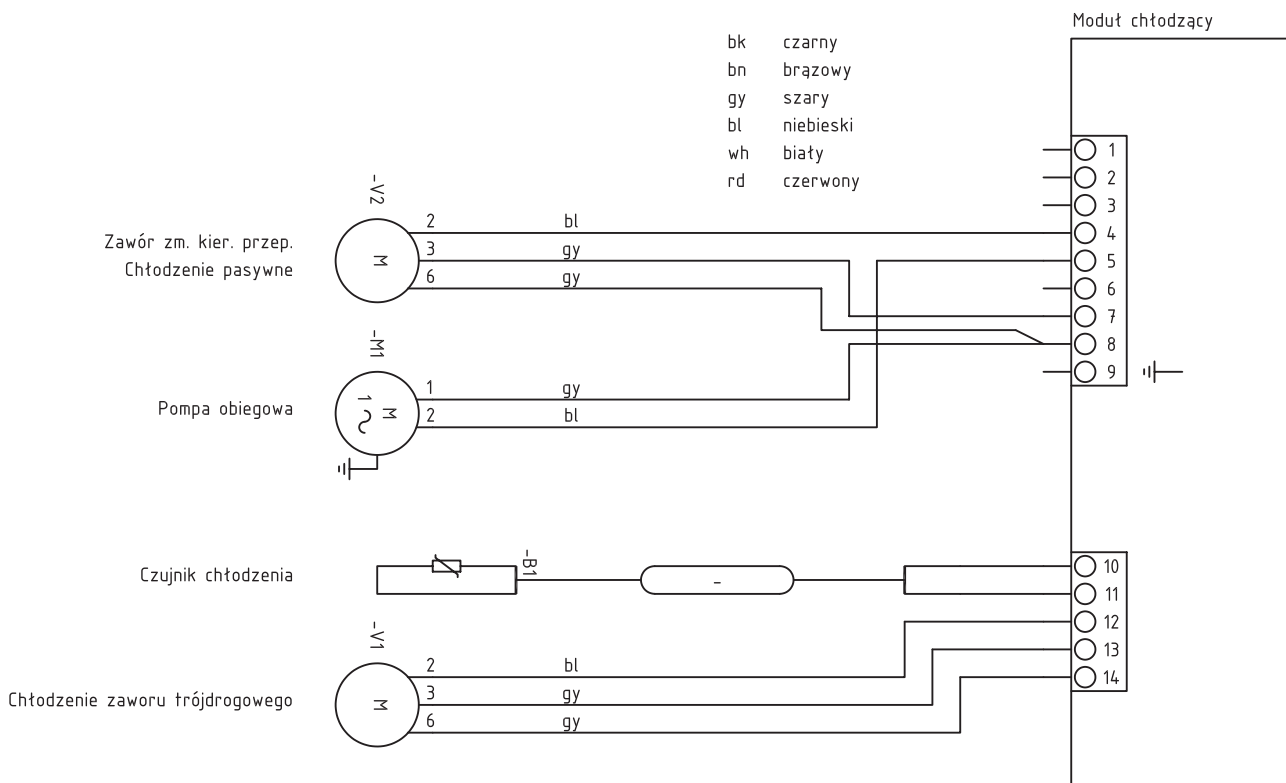 Moduł chłodzący
bk czarny
bn brązowy
gy szary
bl niebieski
wh biały
rd czerwony
1
2
3
4
5
6
7
8
9
-V2
Zawór zm. kier. przep.
Chłodzenie pasywne
M
2 bl
3 gy
6 gy
-M1
Pompa obiegowa
M
1
1 gy
2 bl
Czujnik chłodzenia
-B1
-
10
11
12
13
14
-V1
Chłodzenie zaworu trójdrogowego
M
2 bl
3 gy
6 gy